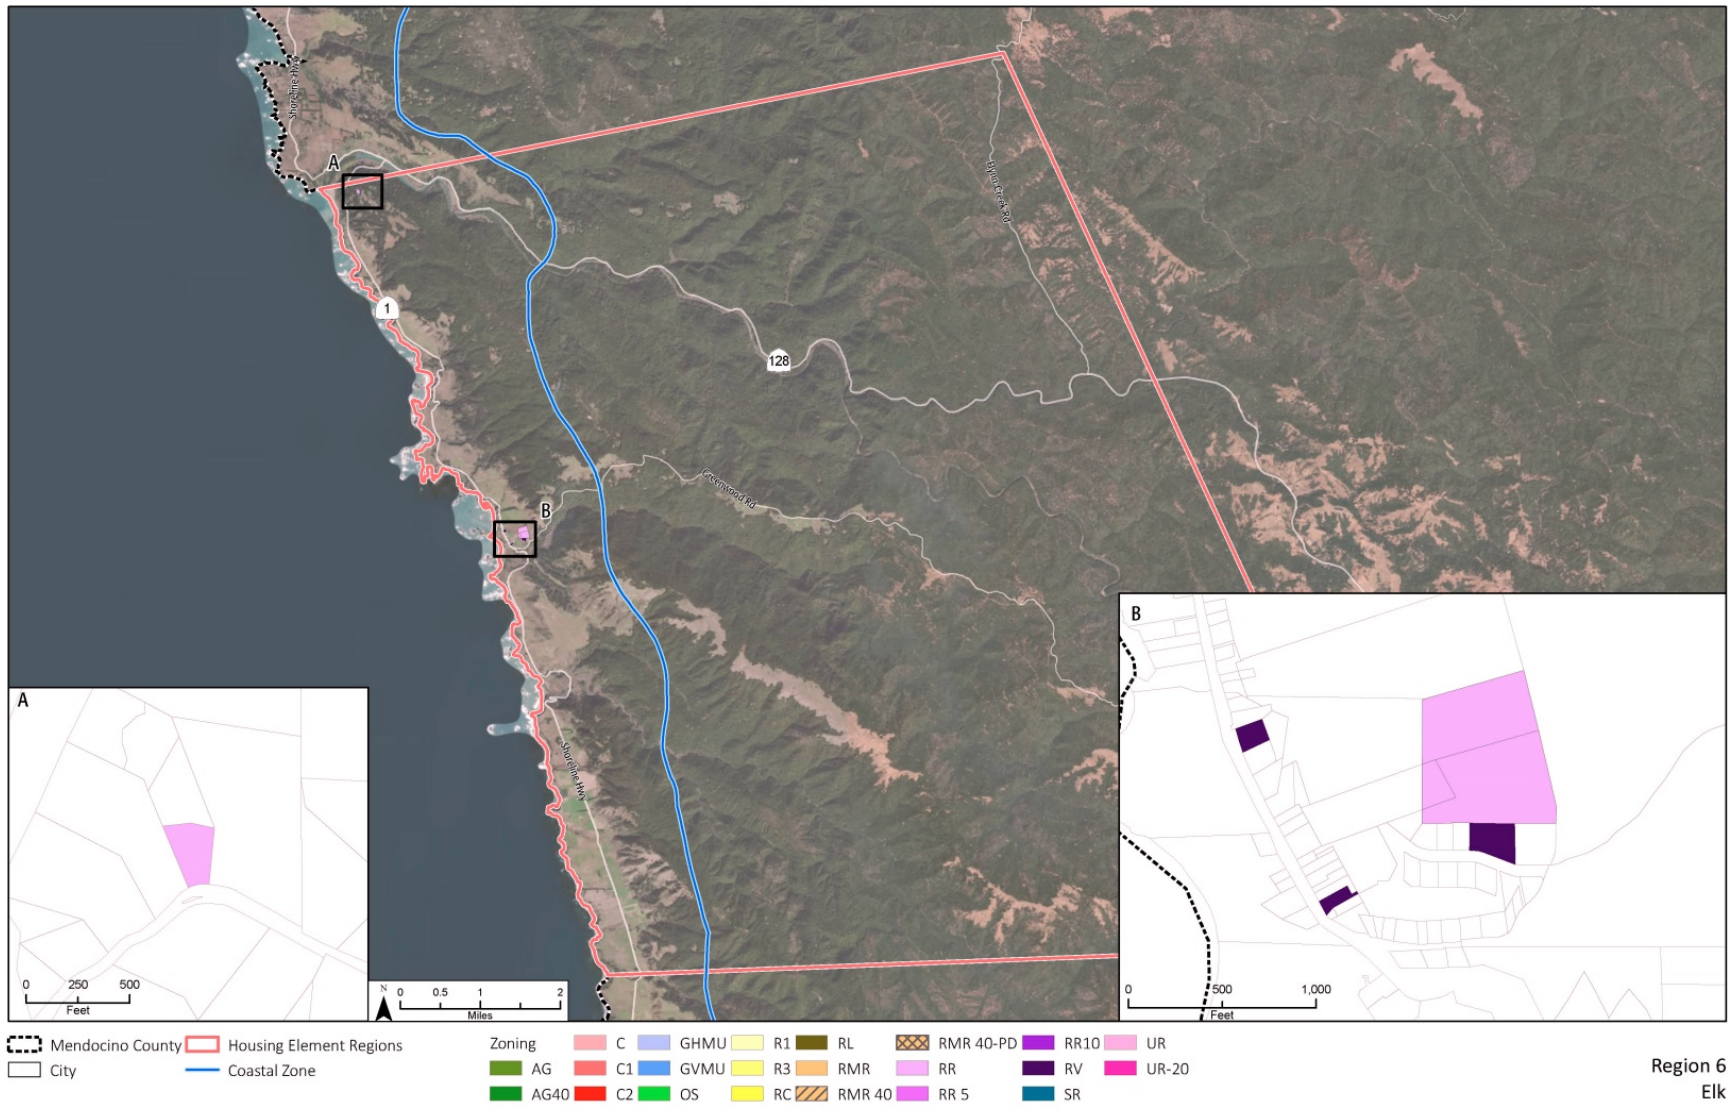 Shoreline Hwy
A
1
128
Flynn Creek Rd
Greenwood Rd
B
Shoreline Hwy
A
0 250 500
Feet
N
0 0.5 1 2
Miles
B
0 500 1,000
Feet
Mendocino County
City
Housing Element Regions
Coastal Zone
Zoning
AG
AG40
C
C1
C2
GHMU
GVMU
OS
R1
R3
RC
RL
RMR
RMR 40
RMR 40-PD
RR
RR 5
RR10
RV
SR
UR
UR-20
Region 6
Elk